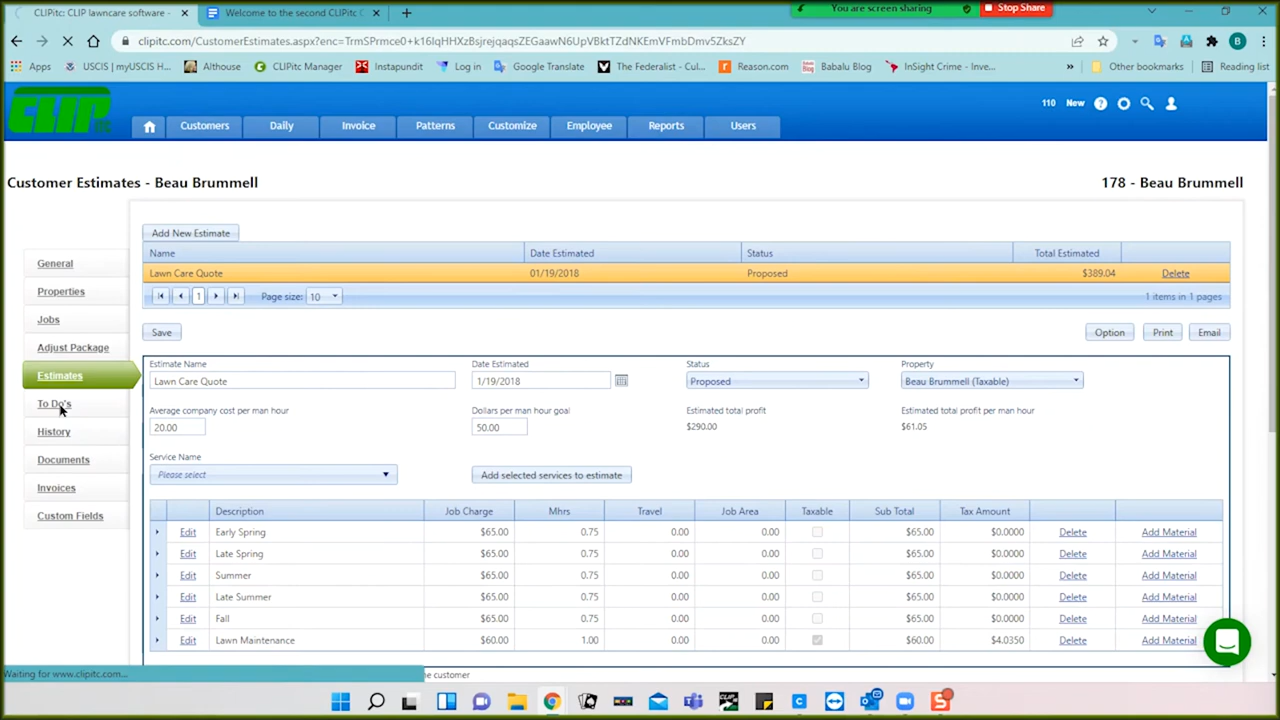 CLIPitc: CLIP lawncare software -
Welcome to the second CLIPitc C
You are screen sharing
Stop Share
clipitc.com/CustomerEstimates.aspx?enc=TrmSPrmce0+k16lqHHXzBsjrejqaqsZEGaawN6UpVBktTZdNKEmVFmbDmv5ZksZY
Apps
USCIS | myUSCIS H...
Althouse
CLIPitc Manager
Instapundit
Log in
Google Translate
The Federalist - Cul...
Reason.com
Babalu Blog
InSight Crime - Inve...
»
Other bookmarks
Reading list
CLIP itc
110 New
Customers Daily Invoice Patterns Customize Employee Reports Users
Customer Estimates - Beau Brummell
178 - Beau Brummell
General
Properties
Jobs
Adjust Package
Estimates
To Do's
History
Documents
Invoices
Custom Fields
Add New Estimate
Name Date Estimated Status Total Estimated
Lawn Care Quote 01/19/2018 Proposed $389.04 Delete
1 Page size: 10 1 items in 1 pages
Save Option Print Email
Estimate Name Date Estimated Status Property
Lawn Care Quote 1/19/2018 Proposed Beau Brummell (Taxable)
Average company cost per man hour Dollars per man hour goal Estimated total profit Estimated total profit per man hour
20.00 50.00 $290.00 $61.05
Service Name
Please select Add selected services to estimate
Description Job Charge Mhrs Travel Job Area Taxable Sub Total Tax Amount
Edit Early Spring $65.00 0.75 0.00 0.00 $65.00 $0.0000 Delete Add Material
Edit Late Spring $65.00 0.75 0.00 0.00 $65.00 $0.0000 Delete Add Material
Edit Summer $65.00 0.75 0.00 0.00 $65.00 $0.0000 Delete Add Material
Edit Late Summer $65.00 0.75 0.00 0.00 $65.00 $0.0000 Delete Add Material
Edit Fall $65.00 0.75 0.00 0.00 $65.00 $0.0000 Delete Add Material
Edit Lawn Maintenance $60.00 1.00 0.00 0.00 $60.00 $4.0350 Delete Add Material
Waiting for www.clipitc.com...
he customer